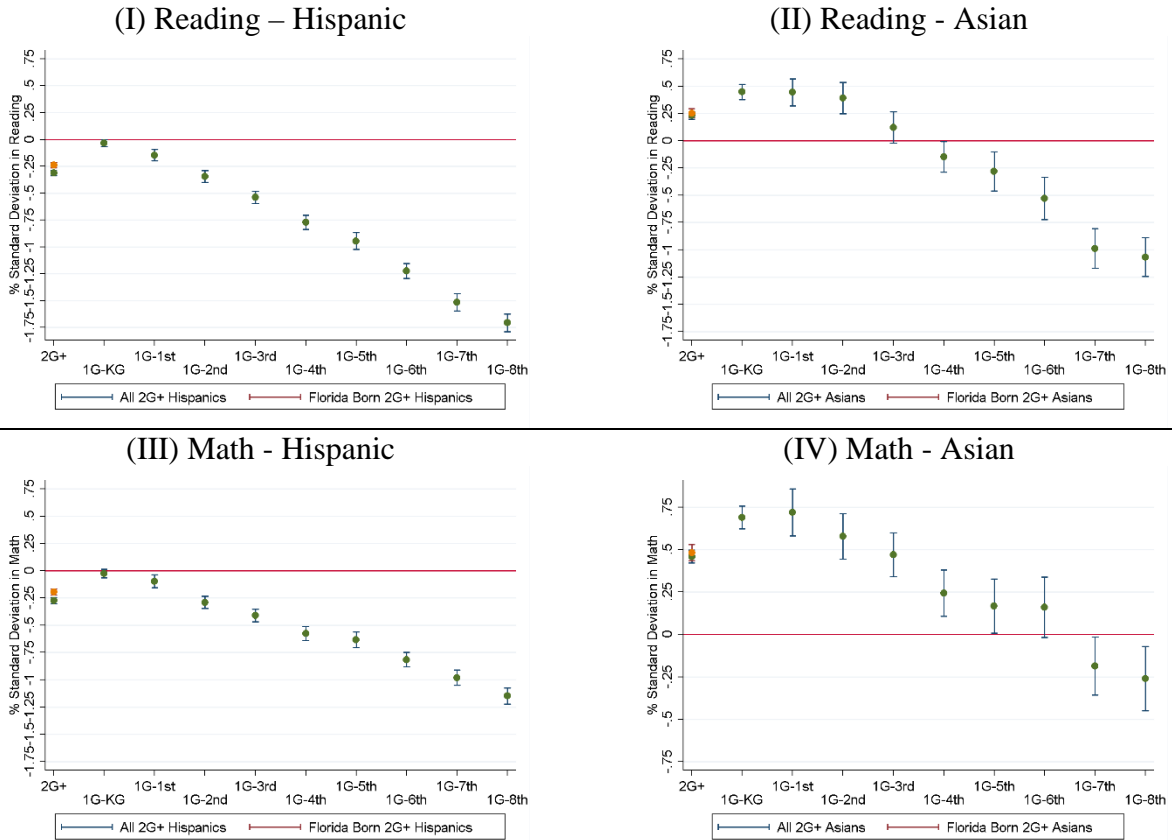 (I) Reading – Hispanic
% Standard Deviation in Reading
.75
.5
.25
0
-.25
-.5
-.75
-1
-1.25
-1.5
-1.75
2G+ 1G-1st 1G-3rd 1G-5th 1G-7th
1G-KG 1G-2nd 1G-4th 1G-6th 1G-8th
All 2G+ Hispanics Florida Born 2G+ Hispanics
(II) Reading - Asian
% Standard Deviation in Reading
.75
.5
.25
0
-.25
-.5
-.75
-1
-1.25
-1.5
-1.75
2G+ 1G-1st 1G-3rd 1G-5th 1G-7th
1G-KG 1G-2nd 1G-4th 1G-6th 1G-8th
All 2G+ Asians Florida Born 2G+ Asians
(III) Math - Hispanic
% Standard Deviation in Math
.75
.5
.25
0
-.25
-.5
-.75
-1
-1.25
-1.5
-1.75
2G+ 1G-1st 1G-3rd 1G-5th 1G-7th
1G-KG 1G-2nd 1G-4th 1G-6th 1G-8th
All 2G+ Hispanics Florida Born 2G+ Hispanics
(IV) Math - Asian
% Standard Deviation in Math
.75
.5
.25
0
-.25
-.5
-.75
2G+ 1G-1st 1G-3rd 1G-5th 1G-7th
1G-KG 1G-2nd 1G-4th 1G-6th 1G-8th
All 2G+ Asians Florida Born 2G+ Asians